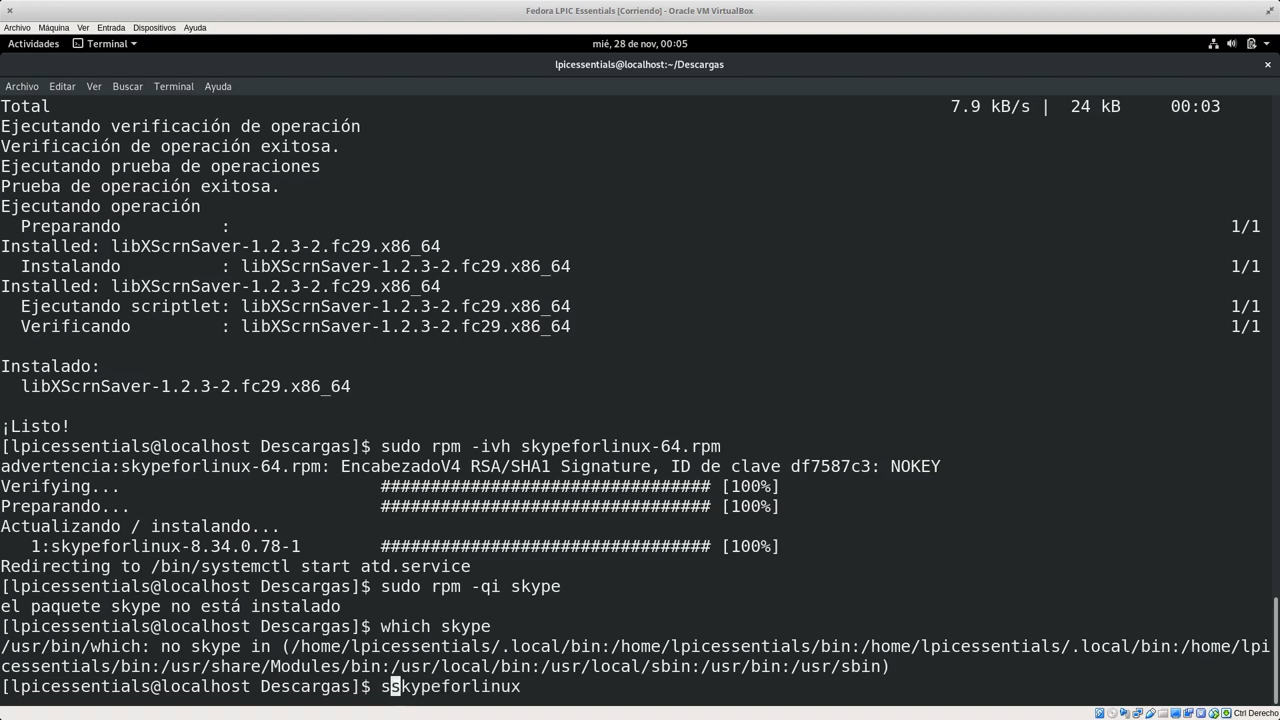 Fedora LPIC Essentials [Corriendo] - Oracle VM VirtualBox
Archivo Máquina Ver Entrada Dispositivos Ayuda
Actividades Terminal mié, 28 de nov, 00:05
lpicessentials@localhost:~/Descargas
Archivo Editar Ver Buscar Terminal Ayuda
Total 7.9 kB/s | 24 kB 00:03
Ejecutando verificación de operación
Verificación de operación exitosa.
Ejecutando prueba de operaciones
Prueba de operación exitosa.
Ejecutando operación
Preparando : 1/1
Installed: libXScrnSaver-1.2.3-2.fc29.x86_64
Instalando : libXScrnSaver-1.2.3-2.fc29.x86_64 1/1
Installed: libXScrnSaver-1.2.3-2.fc29.x86_64
Ejecutando scriptlet: libXScrnSaver-1.2.3-2.fc29.x86_64 1/1
Verificando : libXScrnSaver-1.2.3-2.fc29.x86_64 1/1
Instalado:
libXScrnSaver-1.2.3-2.fc29.x86_64
¡Listo!
[lpicessentials@localhost Descargas]$ sudo rpm -ivh skypeforlinux-64.rpm
advertencia:skypeforlinux-64.rpm: EncabezadoV4 RSA/SHA1 Signature, ID de clave df7587c3: NOKEY
Verifying... ################################# [100%]
Preparando... ################################# [100%]
Actualizando / instalando...
1:skypeforlinux-8.34.0.78-1 ################################# [100%]
Redirecting to /bin/systemctl start atd.service
[lpicessentials@localhost Descargas]$ sudo rpm -qi skype
el paquete skype no está instalado
[lpicessentials@localhost Descargas]$ which skype
/usr/bin/which: no skype in (/home/lpicessentials/.local/bin:/home/lpicessentials/bin:/home/lpicessentials/.local/bin:/home/lpi
cessentials/bin:/usr/share/Modules/bin:/usr/local/bin:/usr/local/sbin:/usr/bin:/usr/sbin)
[lpicessentials@localhost Descargas]$ sskypeforlinux
Ctrl Derecho